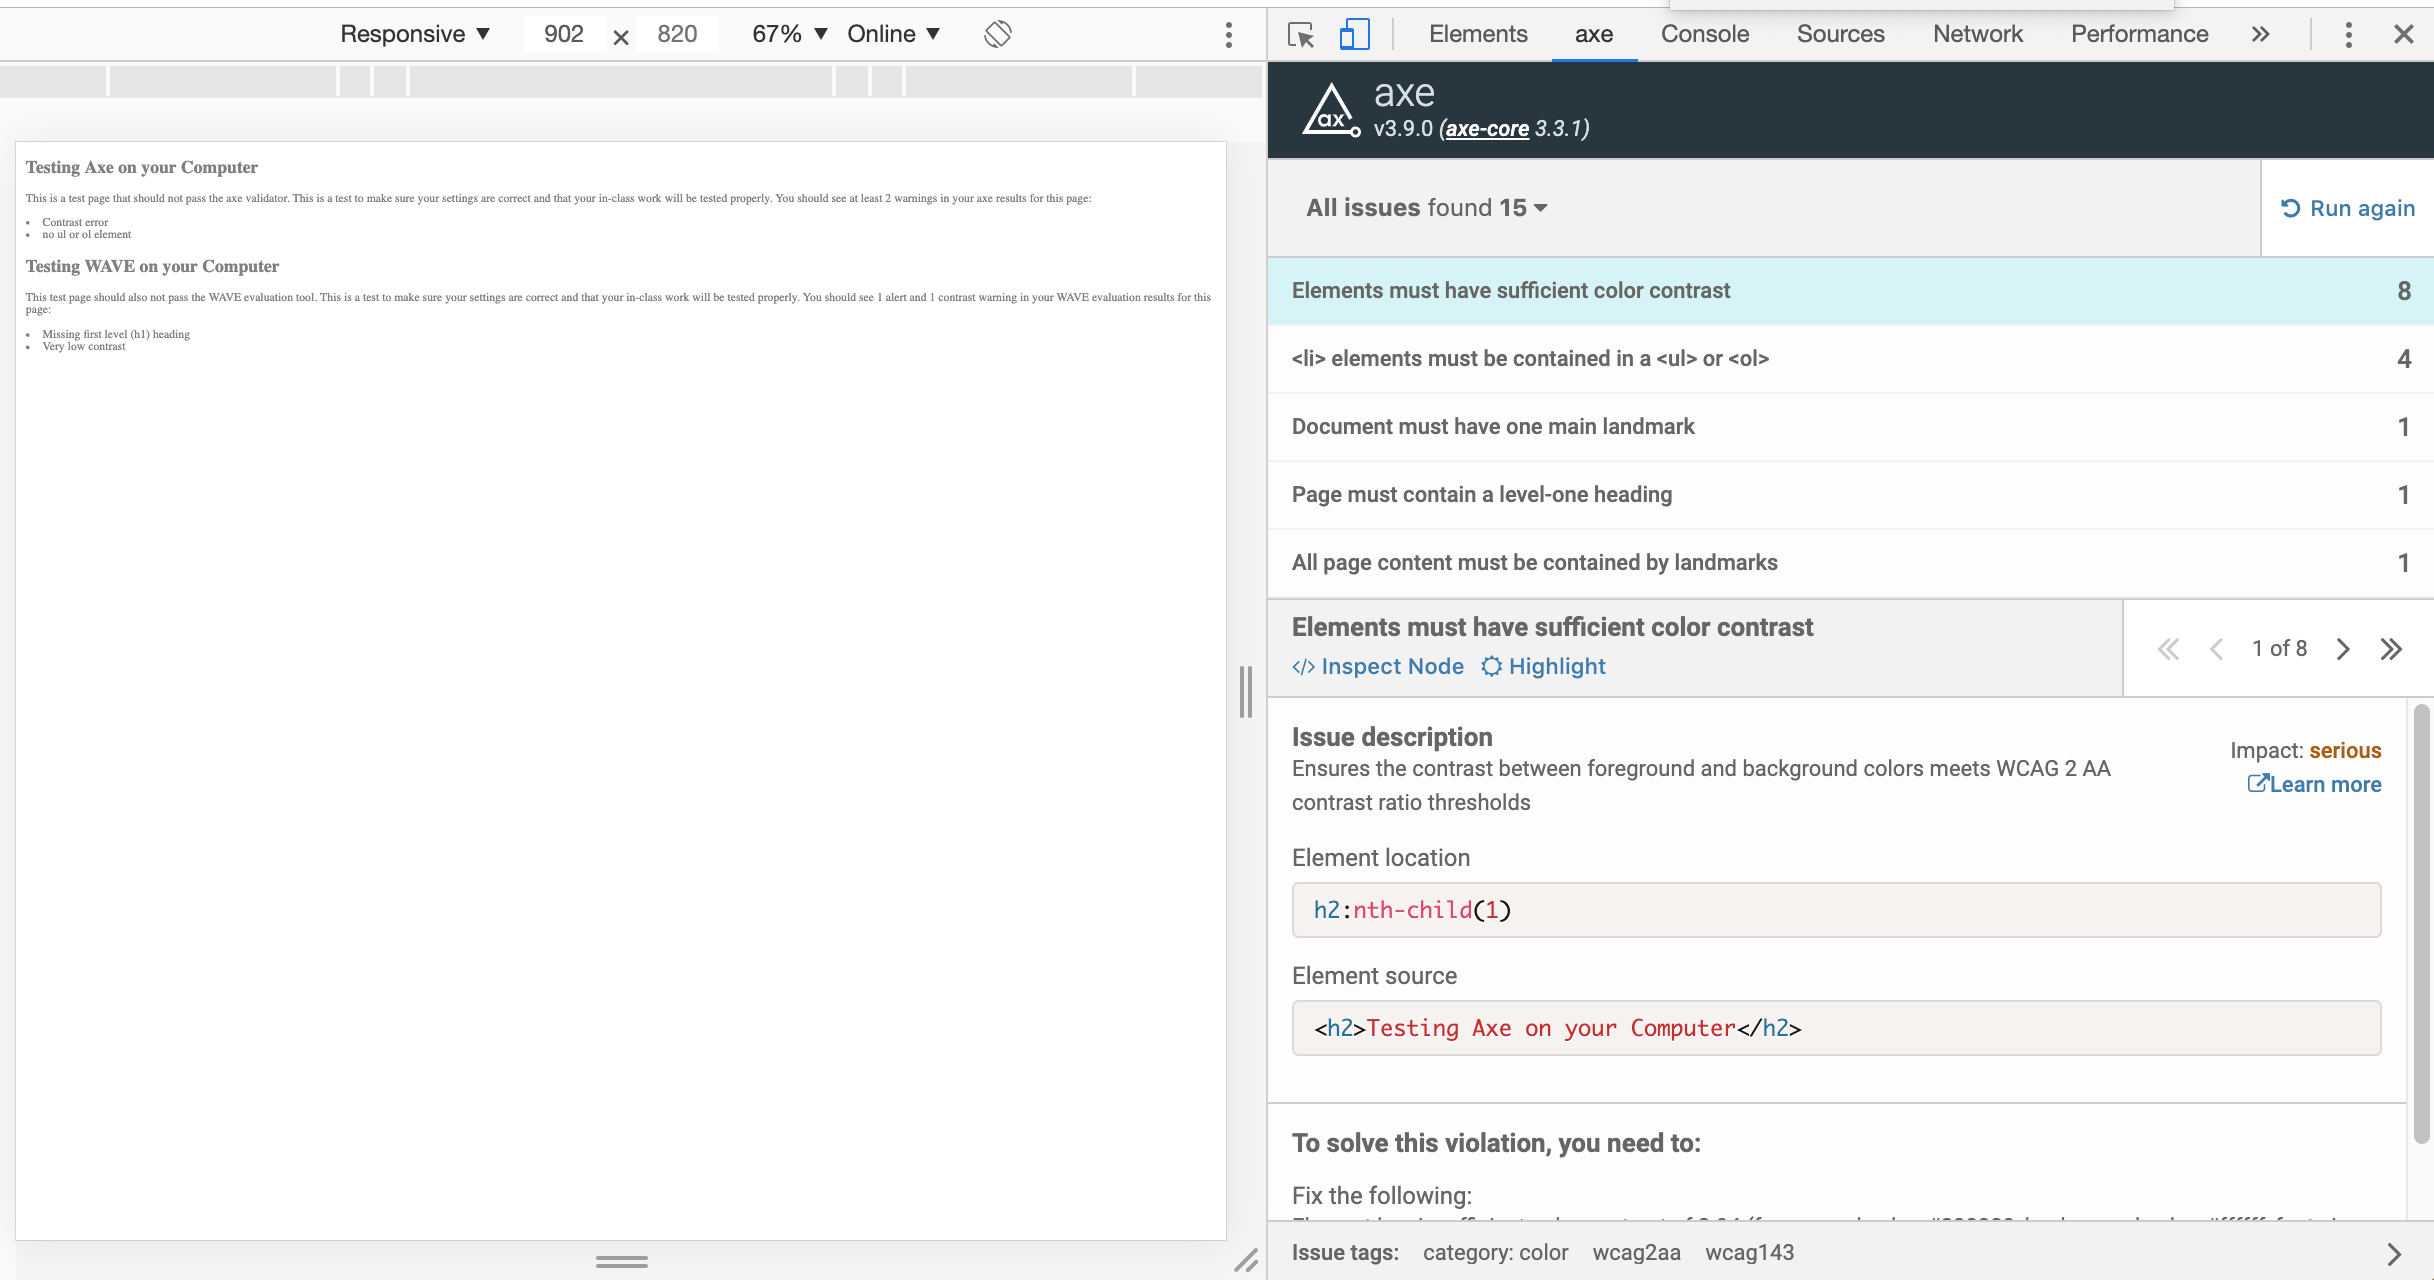 Responsive ▼ 902 × 820 67% ▼ Online ▼
Elements axe Console Sources Network Performance »
Testing Axe on your Computer
This is a test page that should not pass the axe validator. This is a test to make sure your settings are correct and that your in-class work will be tested properly. You should see at least 2 warnings in your axe results for this page:
• Contrast error
• no ul or ol element
Testing WAVE on your Computer
This test page should also not pass the WAVE evaluation tool. This is a test to make sure your settings are correct and that your in-class work will be tested properly. You should see 1 alert and 1 contrast warning in your WAVE evaluation results for this
page:
• Missing first level (h1) heading
• Very low contrast
ax
axe
v3.9.0 (axe-core 3.3.1)
All issues found 15
Run again
Elements must have sufficient color contrast 8
<li> elements must be contained in a <ul> or <ol> 4
Document must have one main landmark 1
Page must contain a level-one heading 1
All page content must be contained by landmarks 1
Elements must have sufficient color contrast
</> Inspect Node Highlight
1 of 8
Issue description
Ensures the contrast between foreground and background colors meets WCAG 2 AA
contrast ratio thresholds
Impact: serious
Learn more
Element location
h2:nth-child(1)
Element source
<h2>Testing Axe on your Computer</h2>
To solve this violation, you need to:
Fix the following:
Issue tags: category: color wcag2aa wcag143